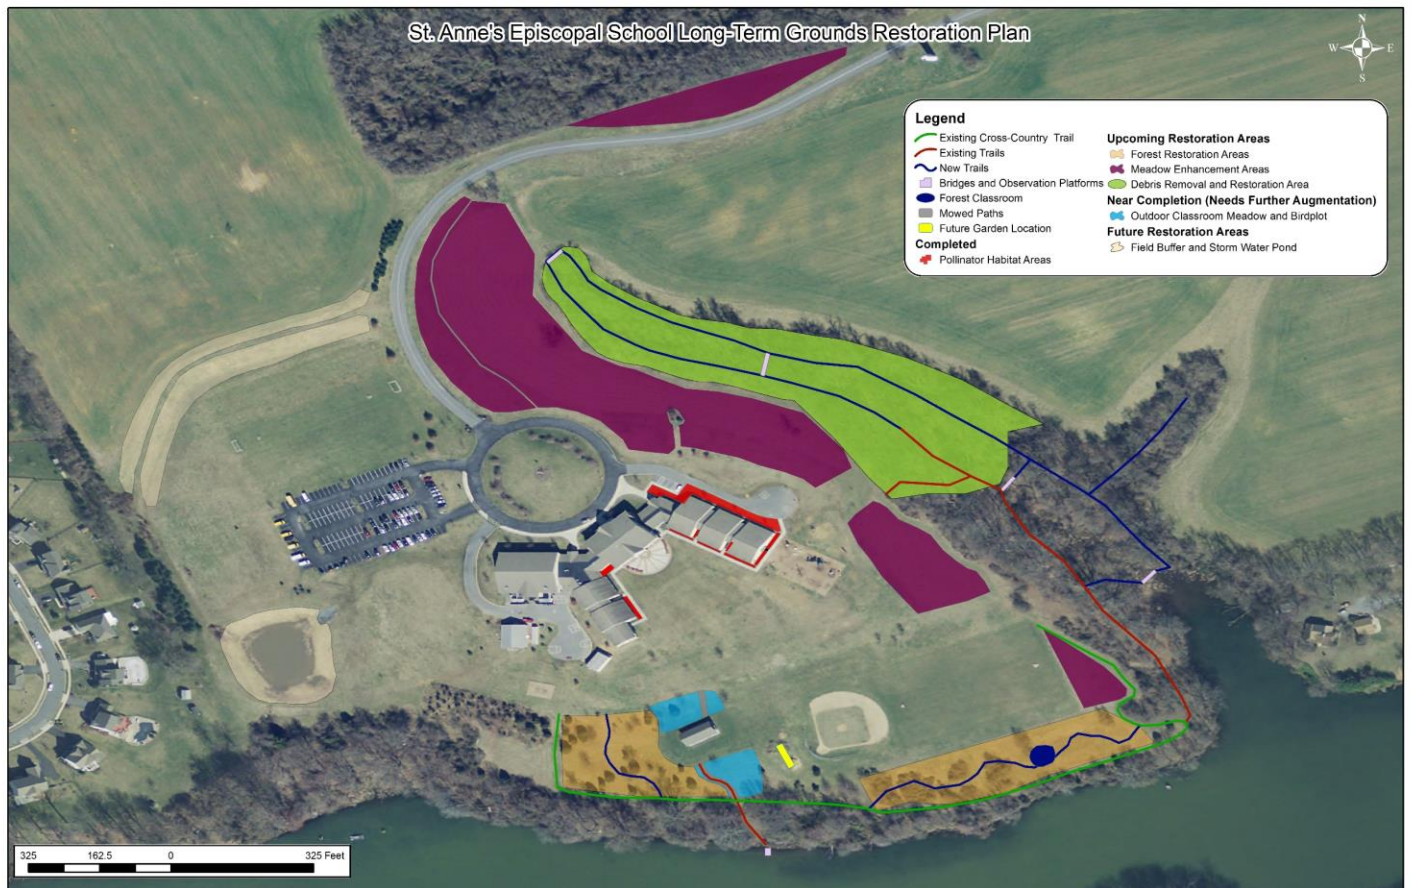 St. Anne's Episcopal School Long-Term Grounds Restoration Plan
N
W E
S
Legend
Existing Cross-Country Trail
Existing Trails
New Trails
Bridges and Observation Platforms
Forest Classroom
Mowed Paths
Future Garden Location
Completed
Pollinator Habitat Areas
Upcoming Restoration Areas
Forest Restoration Areas
Meadow Enhancement Areas
Debris Removal and Restoration Area
Near Completion (Needs Further Augmentation)
Outdoor Classroom Meadow and Birdplot
Future Restoration Areas
Field Buffer and Storm Water Pond
325 162.5 0 325 Feet